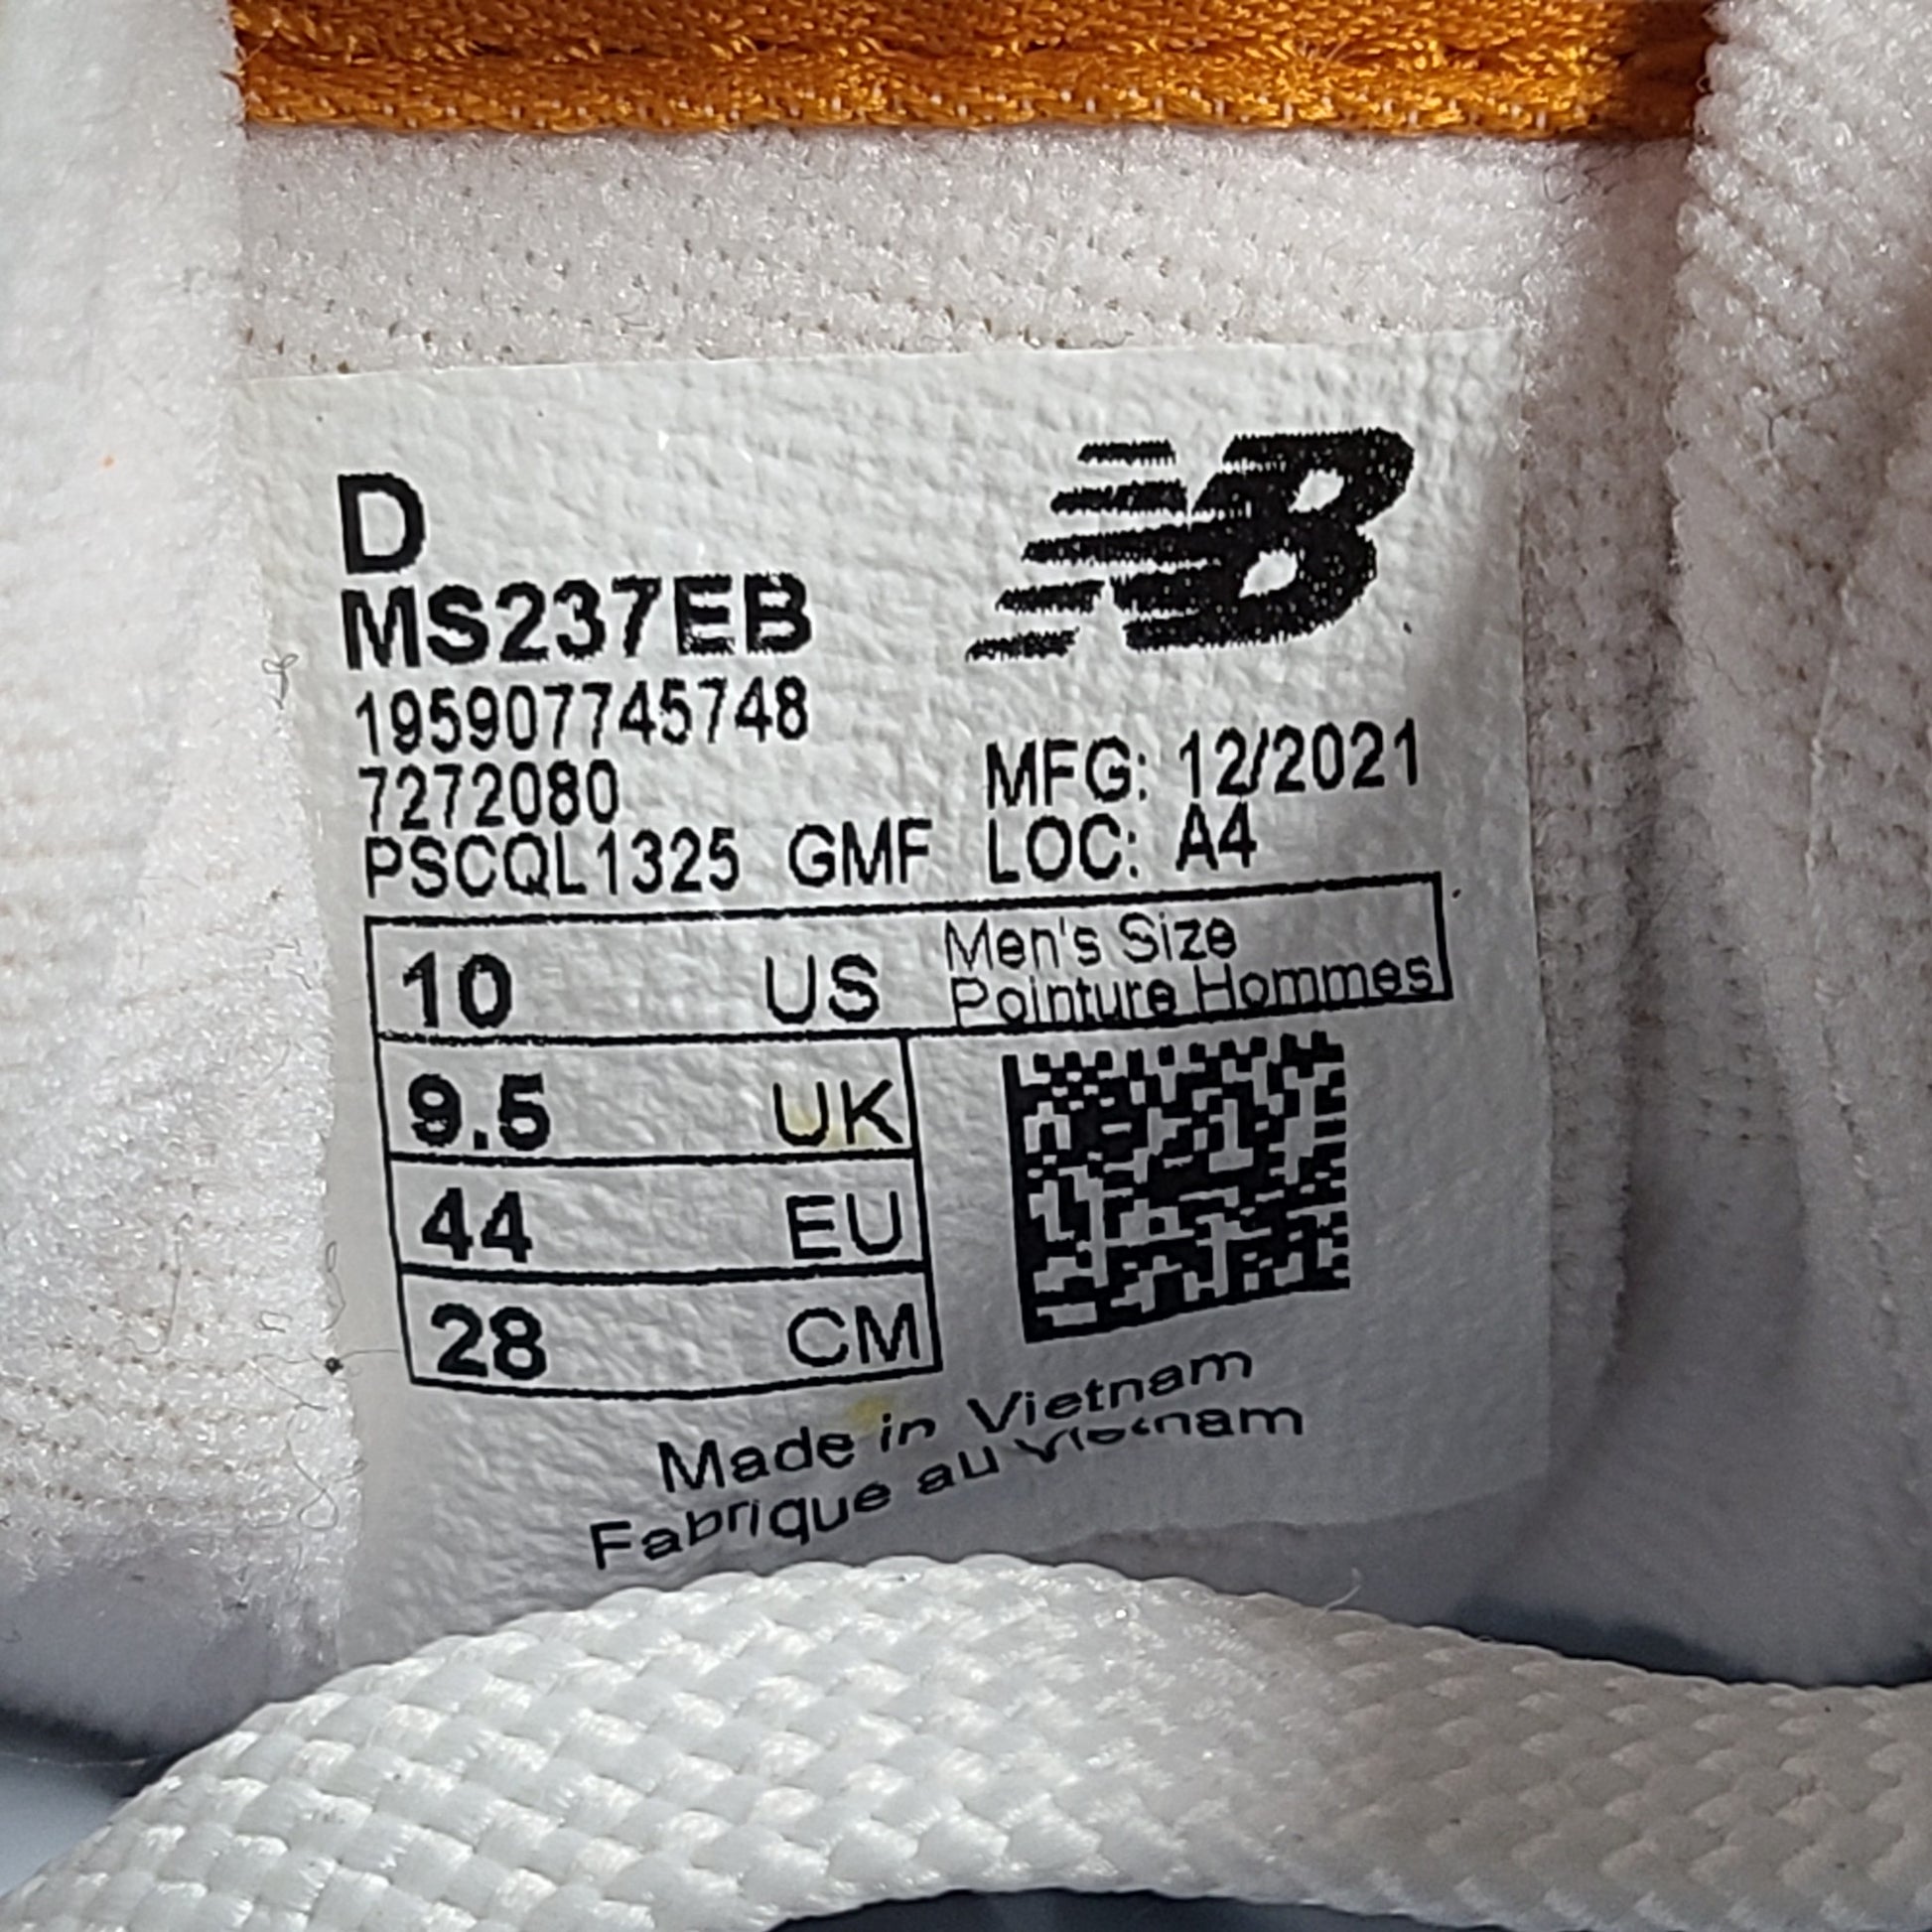 D
NB
MS237EB
195907745748
7272080
MFG: 12/2021
PSCQL1325 GMF LOC: A4
10 US Men's Size
Pointure Hommes
9.5 UK
44 EU
28 CM
Made in Vietnam
Fabrique au Vietnam